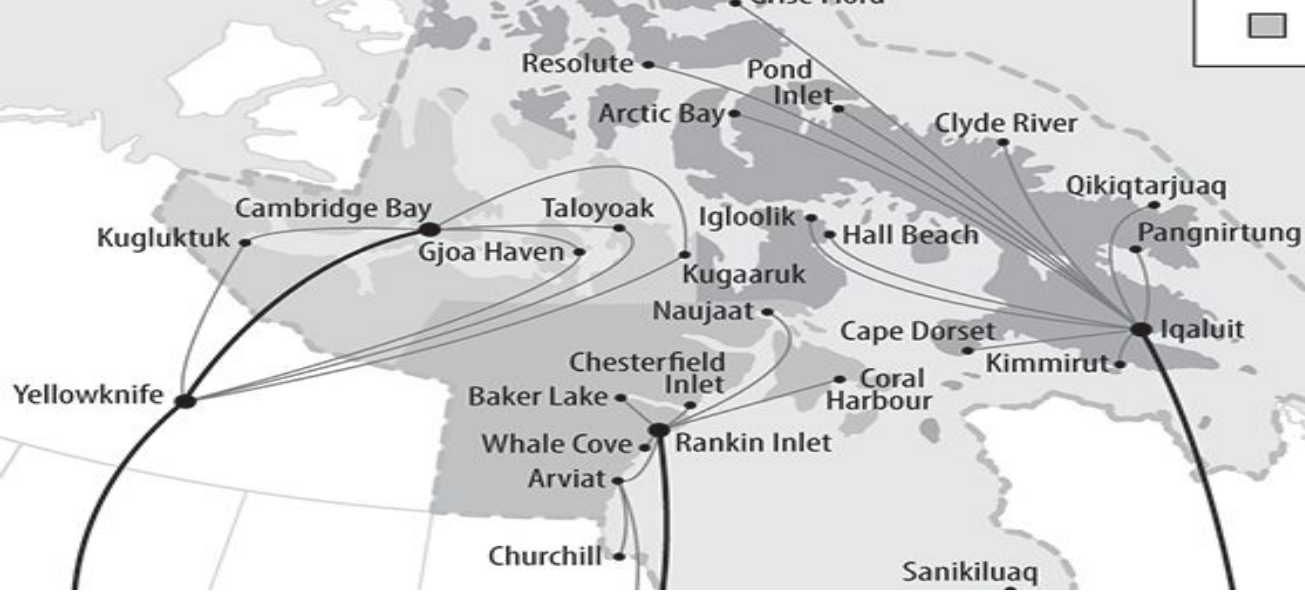 Resolute
Pond
Inlet
Arctic Bay
Clyde River
Qikiqtarjuaq
Cambridge Bay
Taloyoak
Igloolik
Pangnirtung
Kugluktuk
Gjoa Haven
Hall Beach
Kugaaruk
Naujaat
Cape Dorset
Iqaluit
Chesterfield
Inlet
Kimmirut
Yellowknife
Baker Lake
Coral
Harbour
Whale Cove
Rankin Inlet
Arviat
Churchill
Sanikiluaq